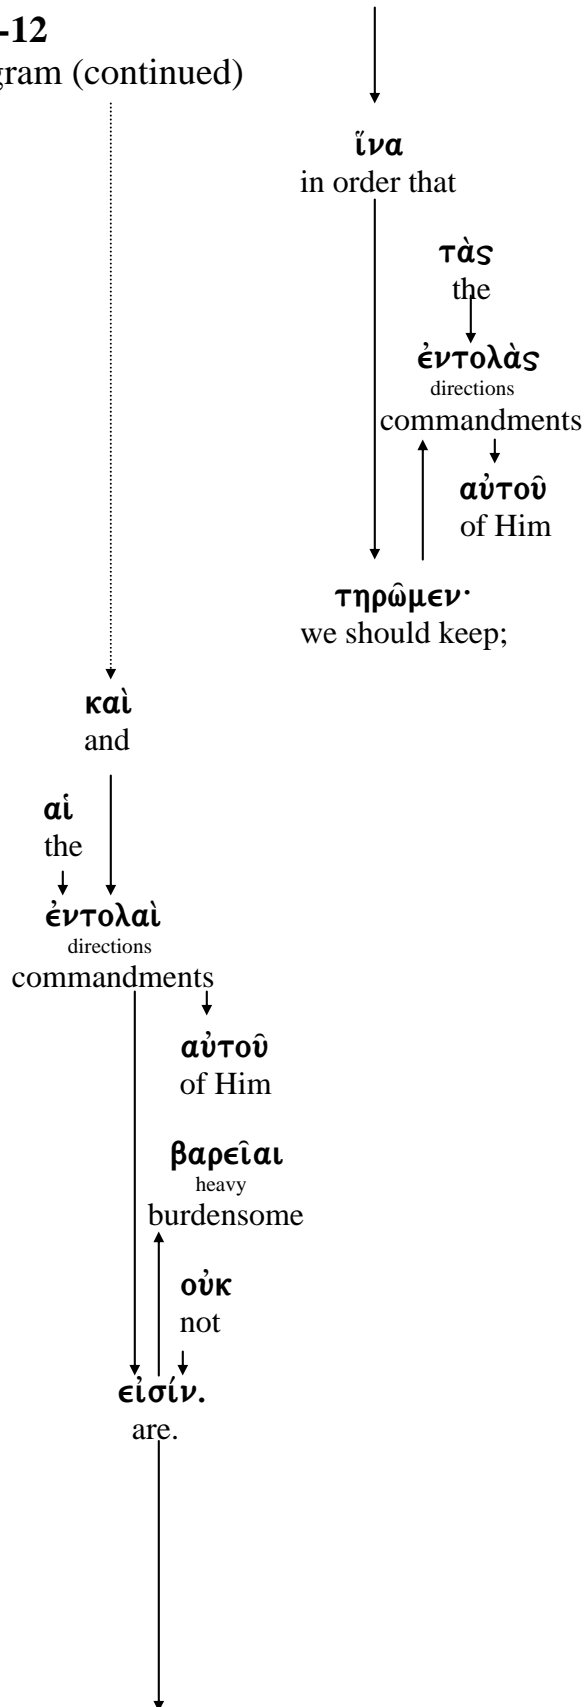 -12
gram (continued)
ἵνα
in order that
τὰς
the
ἐντολὰς
directions
commandments
αὐτοῦ
of Him
τηρῶμεν·
we should keep;
καὶ
and
αἱ
the
ἐντολαὶ
directions
commandments
αὐτοῦ
of Him
βαρεῖαι
heavy
burdensome
οὐκ
not
εἰσίν.
are.